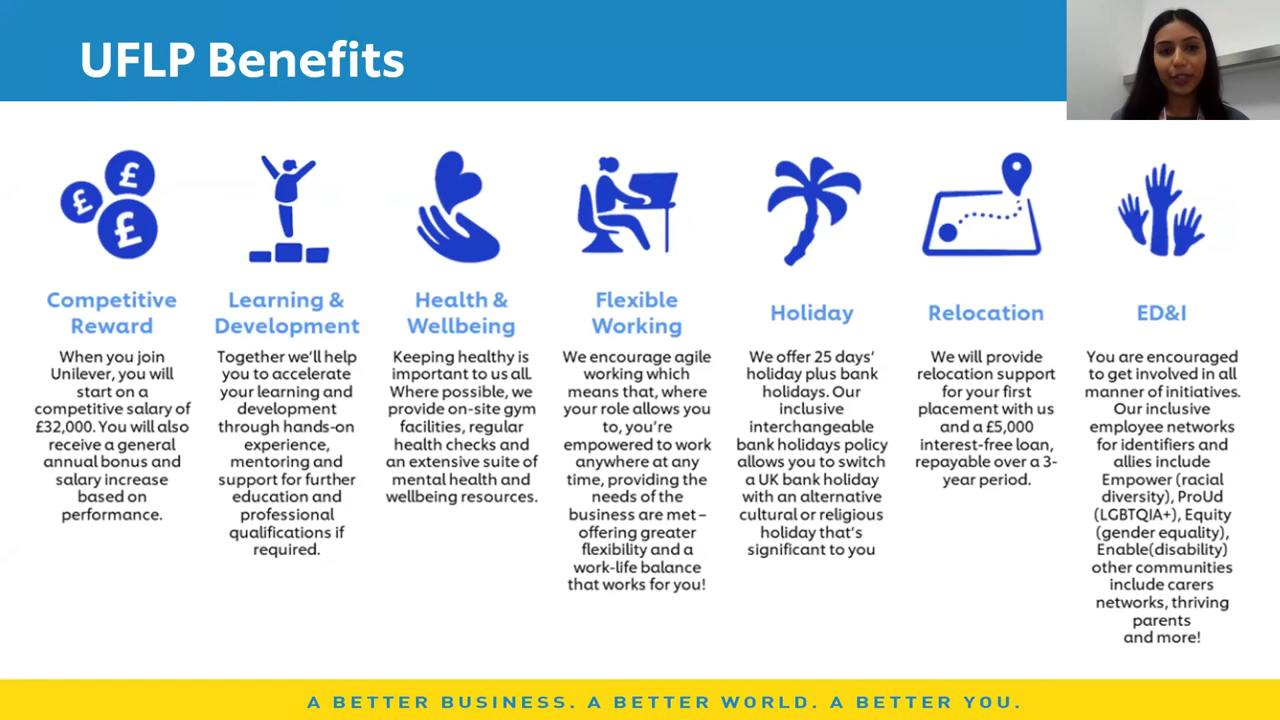 UFLP Benefits
£
£
£
Competitive
Reward
When you join
Unilever, you will
start on a
competitive salary of
£32,000. You will also
receive a general
annual bonus and
salary increase
based on
performance.
Learning &
Development
Together we'll help
you to accelerate
your learning and
development
through hands-on
experience,
mentoring and
support for further
education and
professional
qualifications if
required.
Health &
Wellbeing
Keeping healthy is
important to us all.
Where possible, we
provide on-site gym
facilities, regular
health checks and
an extensive suite of
mental health and
wellbeing resources.
Flexible
Working
We encourage agile
working which
means that, where
your role allows you
to, you're
empowered to work
anywhere at any
time, providing the
needs of the
business are met –
offering greater
flexibility and a
work-life balance
that works for you!
Holiday
We offer 25 days'
holiday plus bank
holidays. Our
inclusive
interchangeable
bank holidays policy
allows you to switch
a UK bank holiday
with an alternative
cultural or religious
holiday that's
significant to you
Relocation
We will provide
relocation support
for your first
placement with us
and a £5,000
interest-free loan,
repayable over a 3-
year period.
ED&I
You are encouraged
to get involved in all
manner of initiatives.
Our inclusive
employee networks
for identifiers and
allies include
Empower (racial
diversity), ProUd
(LGBTQIA+), Equity
(gender equality),
Enable(disability)
other communities
include carers
networks, thriving
parents
and more!
A BETTER BUSINESS. A BETTER WORLD. A BETTER YOU.